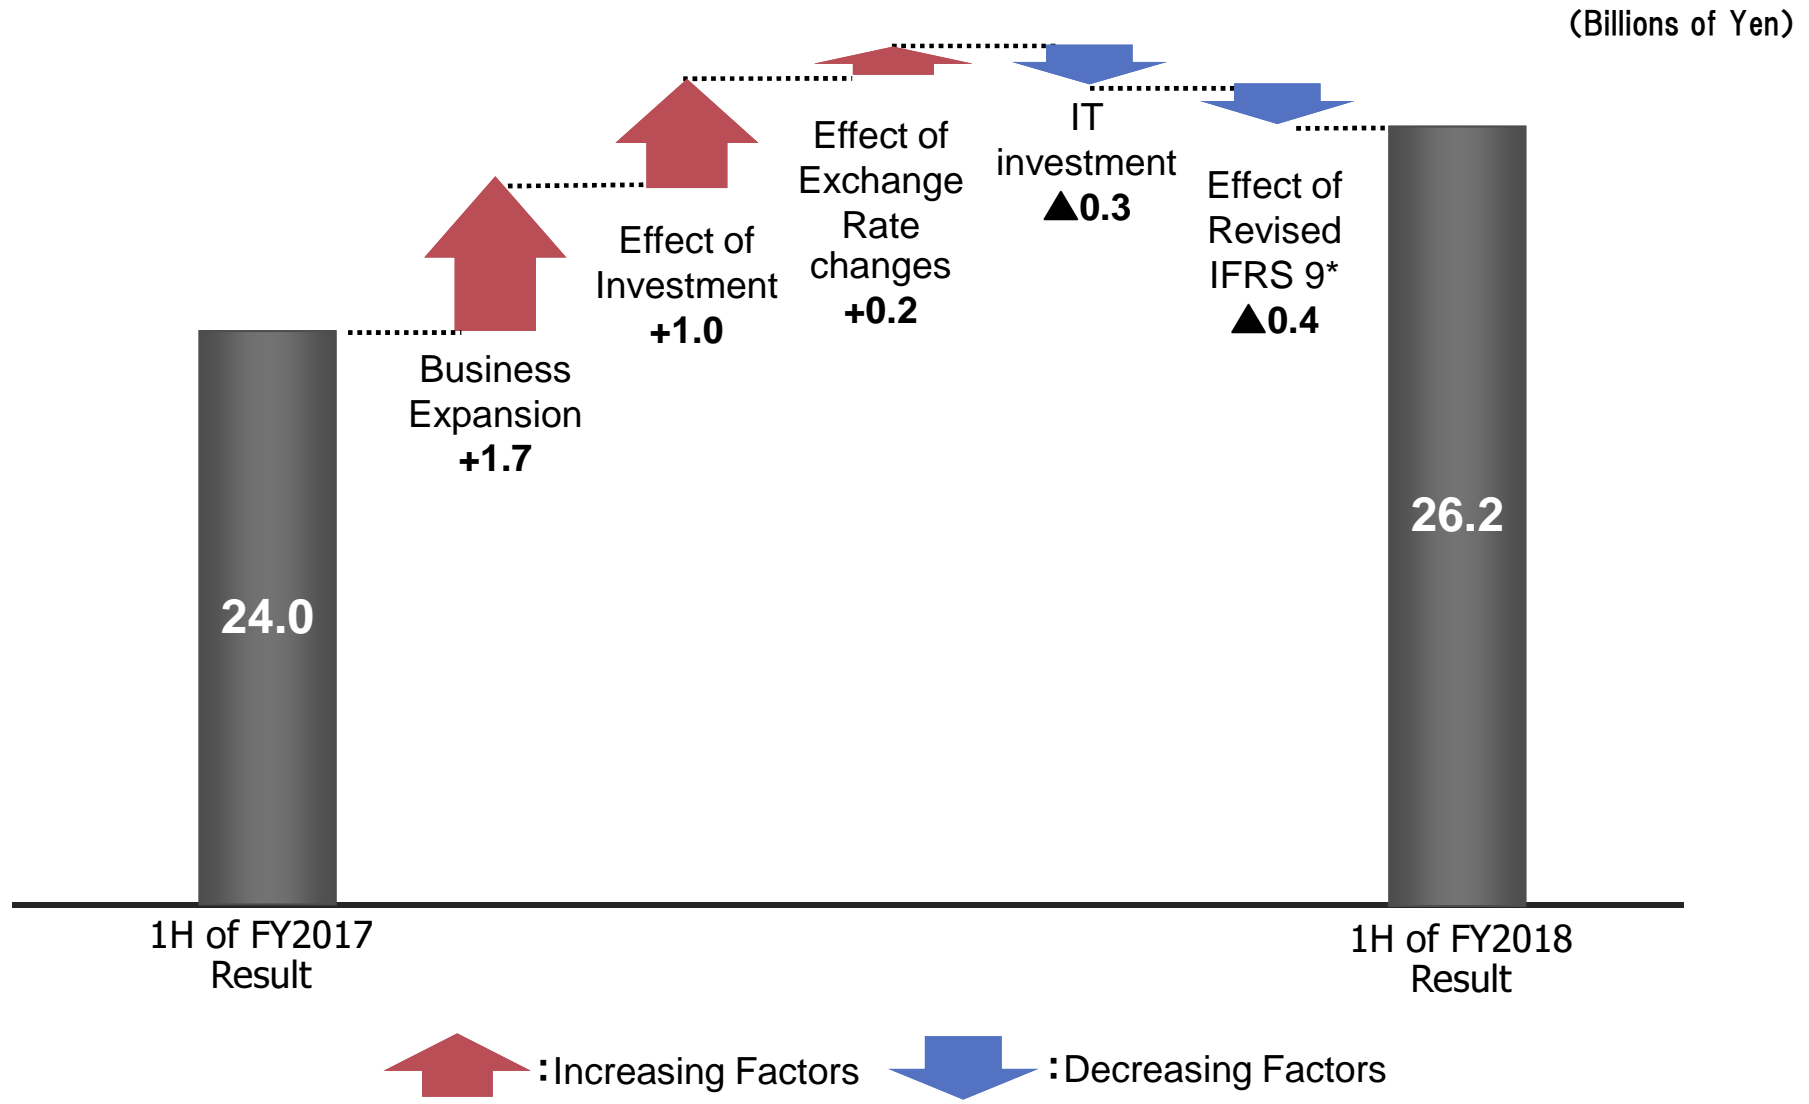 (Billions of Yen)
Effect of
Exchange
Rate
changes
+0.2
IT
investment
▲0.3
Effect of
Revised
IFRS 9*
▲0.4
Effect of
Investment
+1.0
Business
Expansion
+1.7
24.0
26.2
1H of FY2017
Result
1H of FY2018
Result
:Increasing Factors
:Decreasing Factors